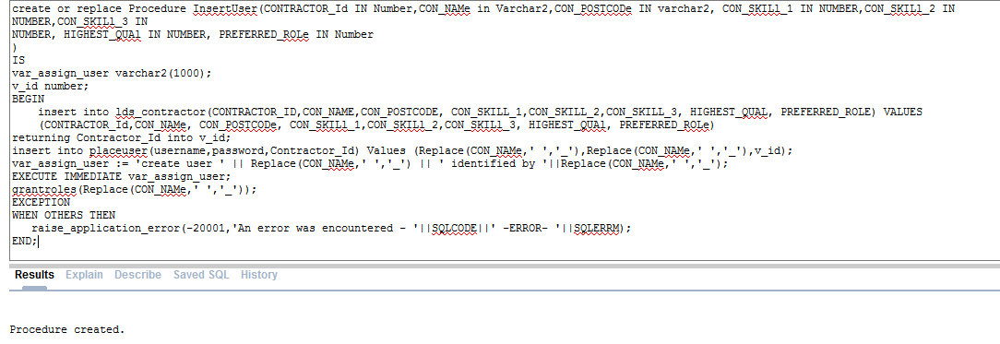 create or replace Procedure InsertUser(CONTRACTOR_Id IN Number,CON_NAMe in Varchar2,CON_POSTCODe IN varchar2, CON_SKILl_1 IN NUMBER,CON_SKILl_2 IN
NUMBER,CON_SKILl_3 IN
NUMBER, HIGHEST_QUAl IN NUMBER, PREFERRED_ROLe IN Number
)
IS
var_assign_user varchar2(1000);
v_id number;
BEGIN
insert into lds_contractor(CONTRACTOR_ID,CON_NAME,CON_POSTCODE, CON_SKILL_1,CON_SKILL_2,CON_SKILL_3, HIGHEST_QUAL, PREFERRED_ROLE) VALUES
(CONTRACTOR_Id,CON_NAMe, CON_POSTCODe, CON_SKILl_1,CON_SKILl_2,CON_SKILl_3, HIGHEST_QUAl, PREFERRED_ROLe)
returning Contractor_Id into v_id;
insert into placeuser(username,password,Contractor_Id) Values (Replace(CON_NAMe,' ','_'),Replace(CON_NAMe,' ','_'),v_id);
var_assign_user := 'create user ' || Replace(CON_NAMe,' ','_') || ' identified by '||Replace(CON_NAMe,' ','_');
EXECUTE IMMEDIATE var_assign_user;
grantroles(Replace(CON_NAMe,' ','_'));
EXCEPTION
WHEN OTHERS THEN
raise_application_error(-20001,'An error was encountered - '||SQLCODE||' -ERROR- '||SQLERRM);
END;
Results Explain Describe Saved SQL History
Procedure created.